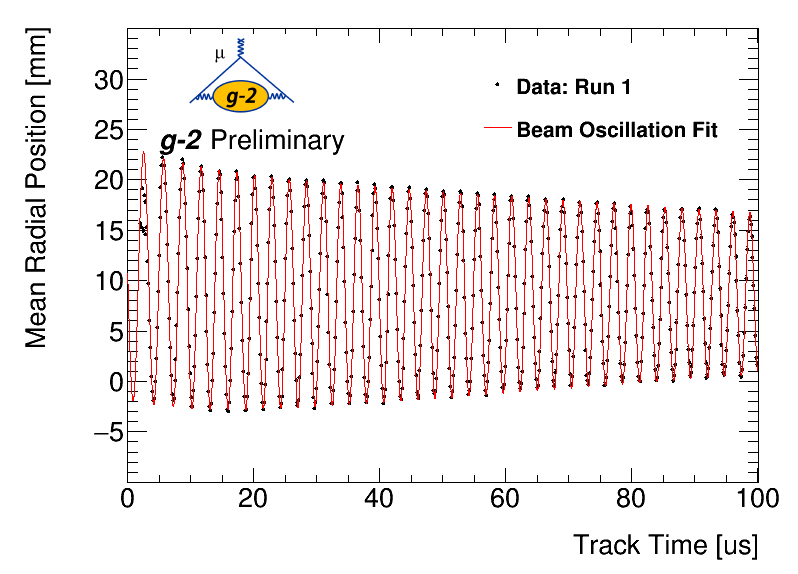 μ
g-2
g-2 Preliminary
Data: Run 1
Beam Oscillation Fit
Mean Radial Position [mm]
30
25
20
15
10
5
0
−5
0 20 40 60 80 100
Track Time [us]